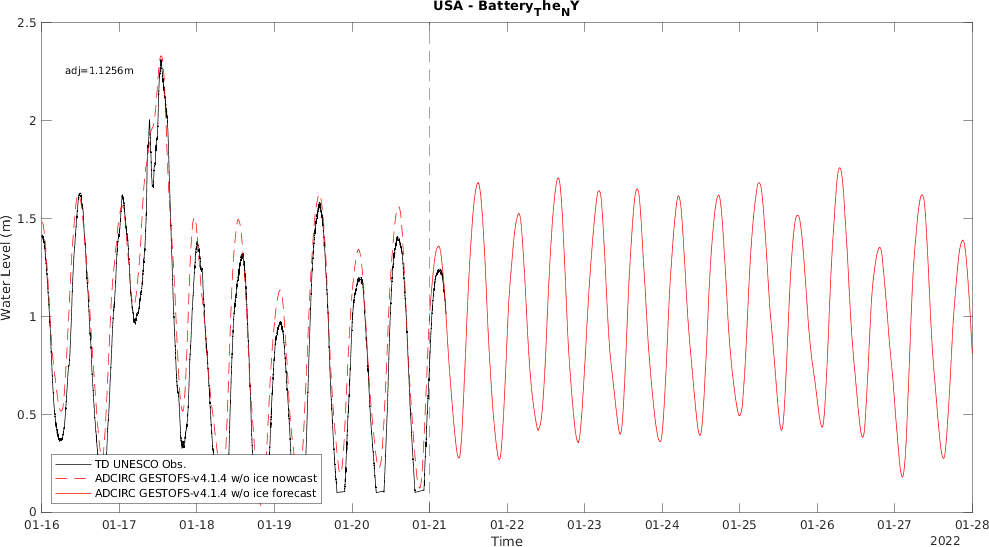 USA - Battery_The_NY
adj=1.1256m
Water Level (m)
2.5
2
1.5
1
0.5
0
TD UNESCO Obs.
ADCIRC GESTOFS-v4.1.4 w/o ice nowcast
ADCIRC GESTOFS-v4.1.4 w/o ice forecast
01-16 01-17 01-18 01-19 01-20 01-21 01-22 01-23 01-24 01-25 01-26 01-27 01-28
Time
2022